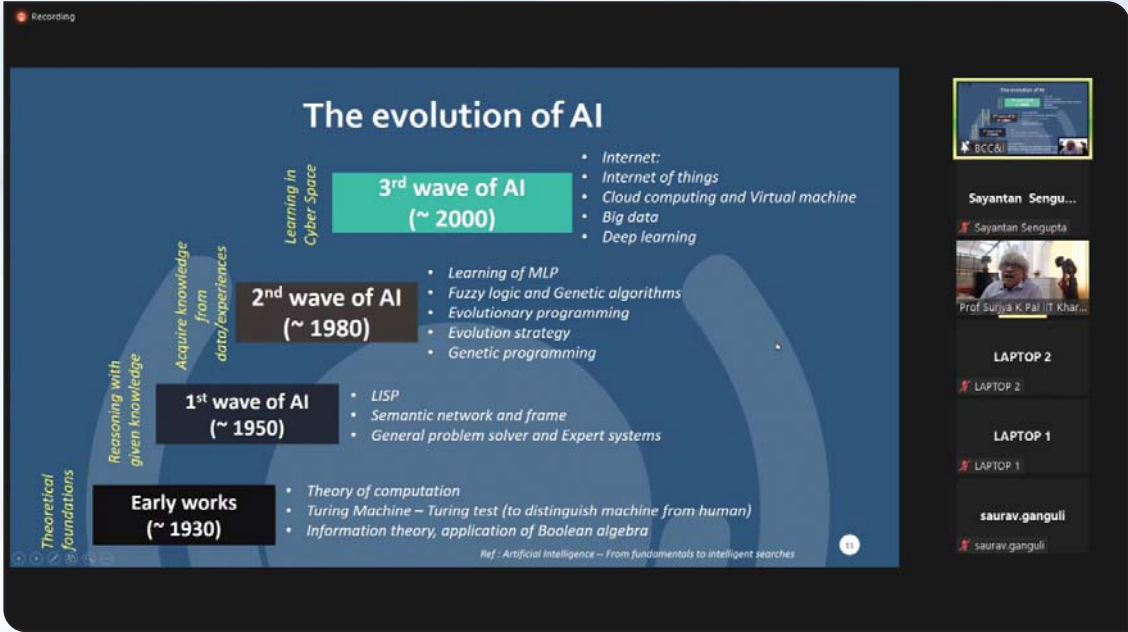 Recording
The evolution of AI
Learning in
Cyber Space
3rd wave of AI
(~ 2000)
• Internet:
• Internet of things
• Cloud computing and Virtual machine
• Big data
• Deep learning
Acquire knowledge
from
data/experiences
2nd wave of AI
(~ 1980)
• Learning of MLP
• Fuzzy logic and Genetic algorithms
• Evolutionary programming
• Evolution strategy
• Genetic programming
Reasoning with
given knowledge
1st wave of AI
(~ 1950)
• LISP
• Semantic network and frame
• General problem solver and Expert systems
Theoretical
foundations
Early works
(~ 1930)
• Theory of computation
• Turing Machine – Turing test (to distinguish machine from human)
• Information theory, application of Boolean algebra
Ref : Artificial Intelligence -- From fundamentals to intelligent searches
11
The evolution of AI
BCC&I
Sayantan Sengu...
Sayantan Sengupta
Prof Surjya K Pal IIT Khar...
LAPTOP 2
LAPTOP 2
LAPTOP 1
LAPTOP 1
saurav.ganguli
saurav.ganguli